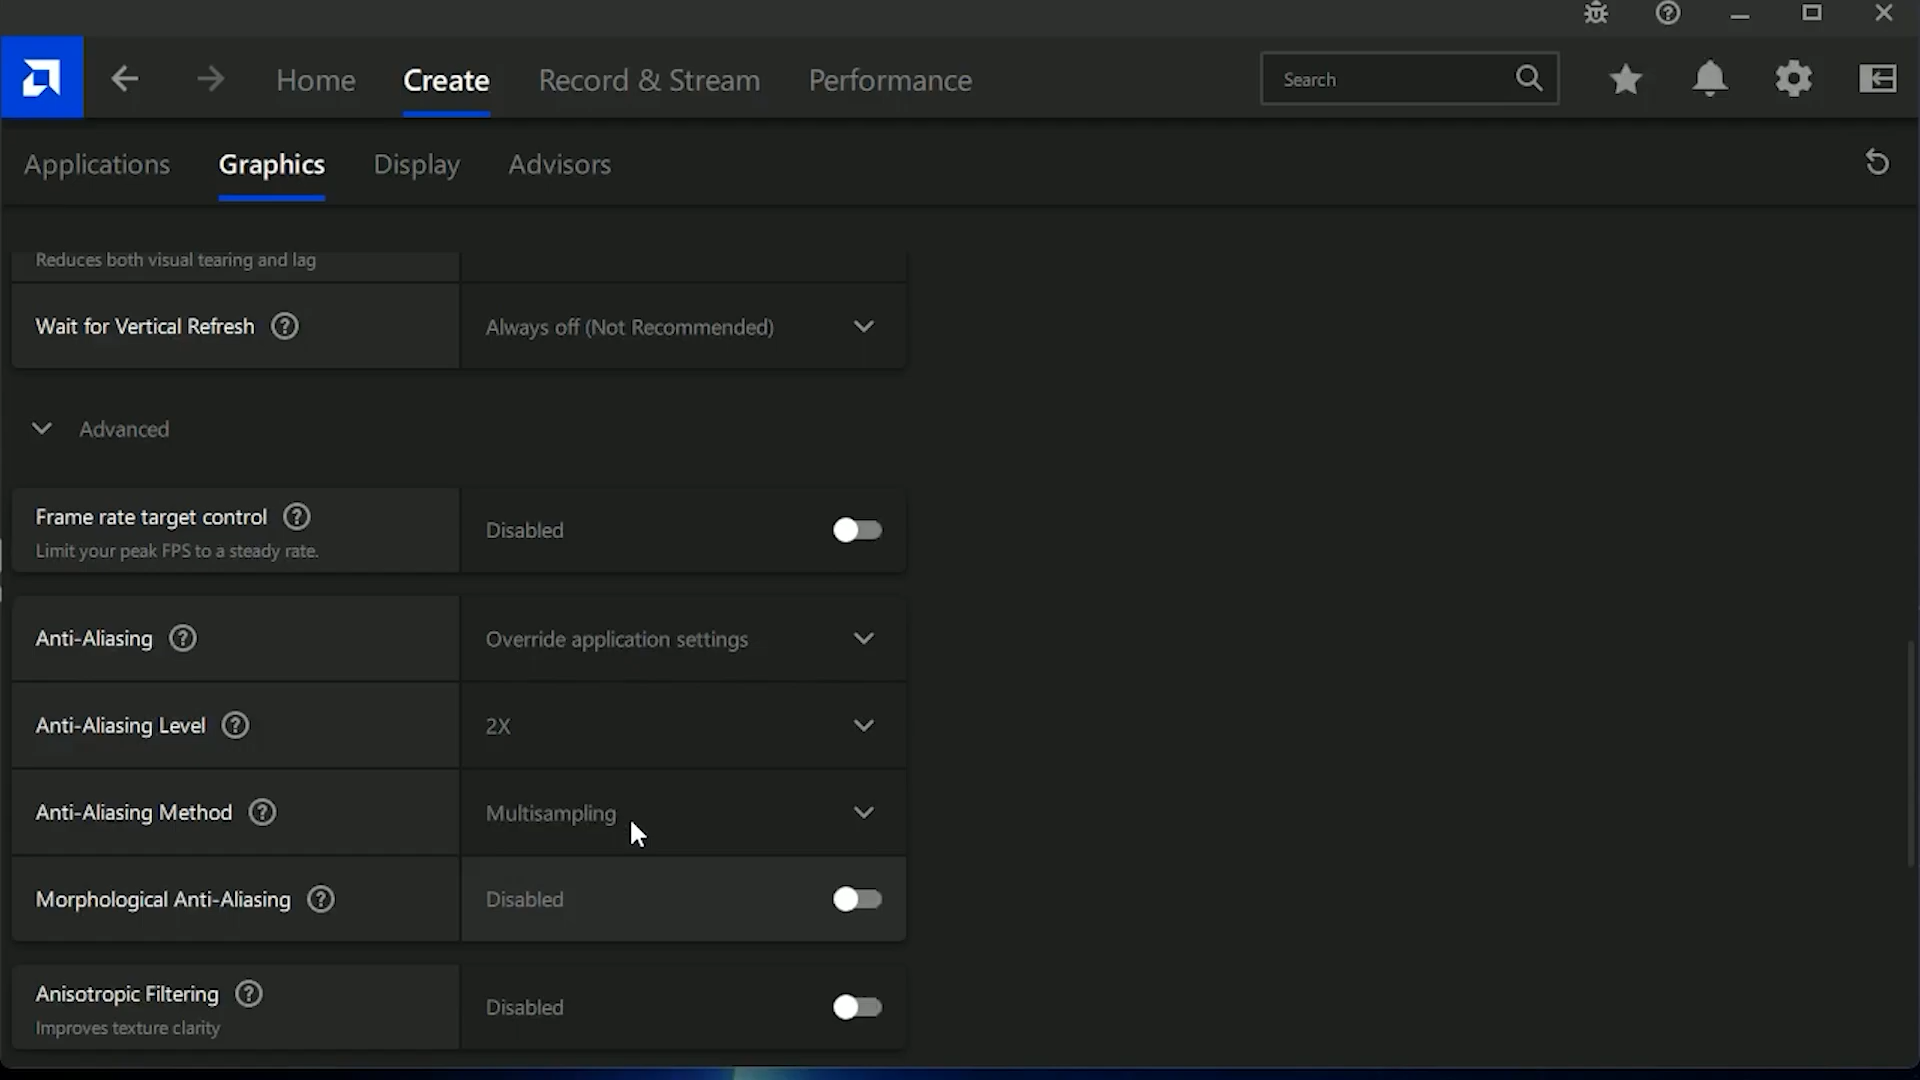 Home Create Record & Stream Performance Search
Applications Graphics Display Advisors
Reduces both visual tearing and lag
Wait for Vertical Refresh ? Always off (Not Recommended)
Advanced
Frame rate target control ?
Limit your peak FPS to a steady rate.
Disabled
Anti-Aliasing ? Override application settings
Anti-Aliasing Level ? 2X
Anti-Aliasing Method ? Multisampling
Morphological Anti-Aliasing ? Disabled
Anisotropic Filtering ?
Improves texture clarity
Disabled